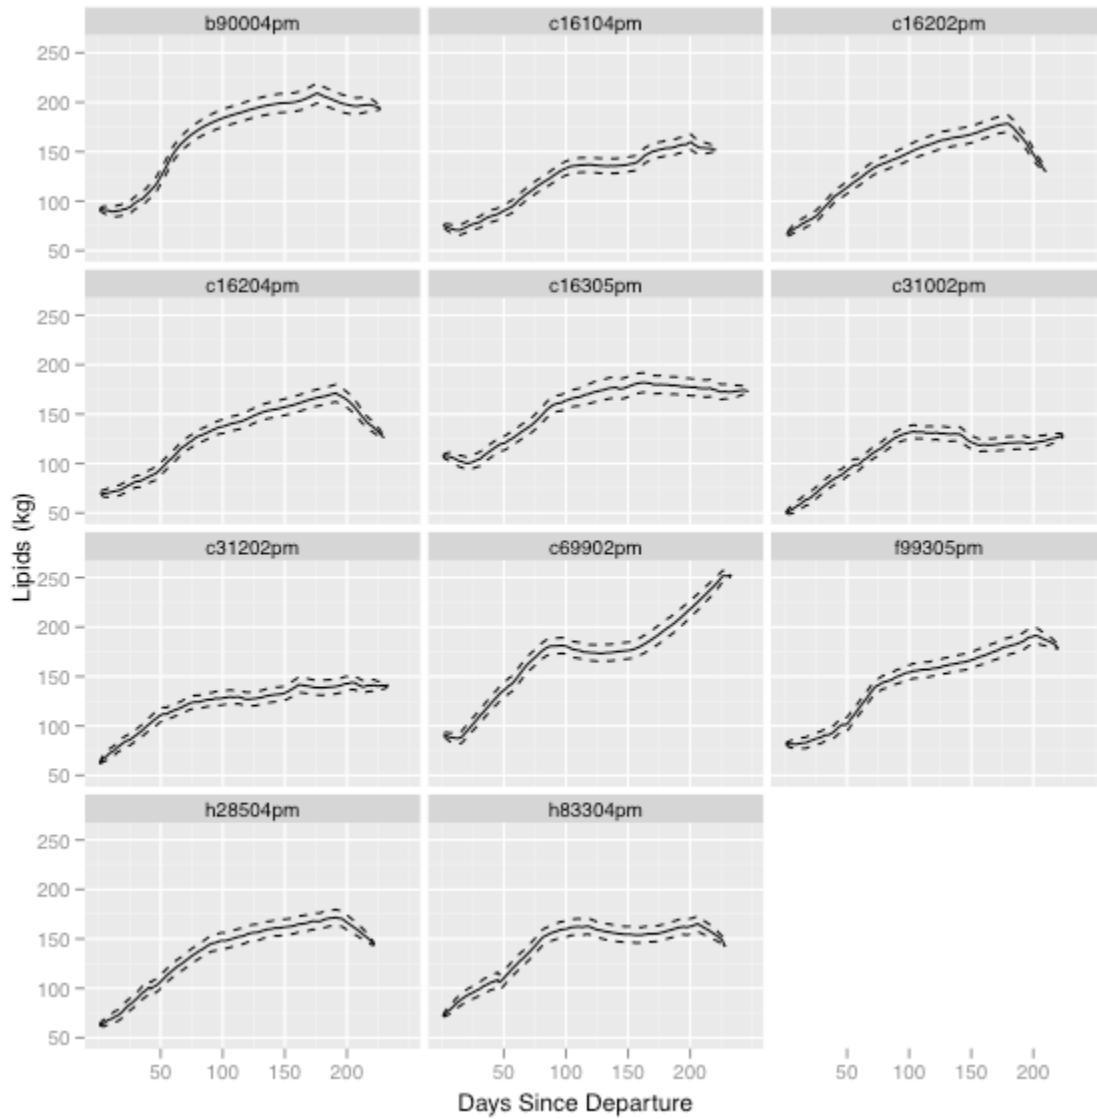 b90004pm c16104pm c16202pm
250
200
150
100
50
c16204pm c16305pm c31002pm
250
200
150
100
50
Lipids (kg)
c31202pm c69902pm f99305pm
250
200
150
100
50
h28504pm h83304pm
250
200
150
100
50
50 100 150 200 50 100 150 200 50 100 150 200
Days Since Departure